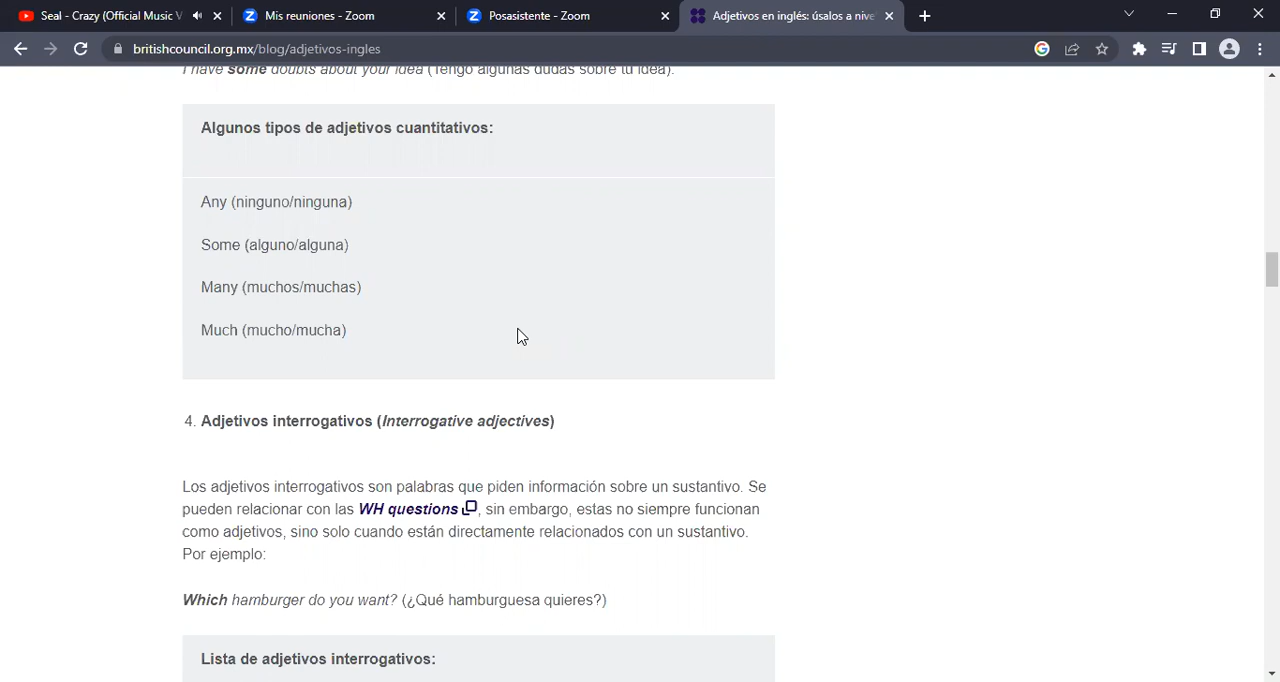 Seal - Crazy (Official Music V
Mis reuniones - Zoom
Posasistente - Zoom
Adjetivos en inglés: úsalos a nive
britishcouncil.org.mx/blog/adjetivos-ingles
I have some doubts about your idea (Tengo algunas dudas sobre tu idea).
Algunos tipos de adjetivos cuantitativos:
Any (ninguno/ninguna)
Some (alguno/alguna)
Many (muchos/muchas)
Much (mucho/mucha)
4. Adjetivos interrogativos (Interrogative adjectives)
Los adjetivos interrogativos son palabras que piden información sobre un sustantivo. Se
pueden relacionar con las WH questions, sin embargo, estas no siempre funcionan
como adjetivos, sino solo cuando están directamente relacionados con un sustantivo.
Por ejemplo:
Which hamburger do you want? (¿Qué hamburguesa quieres?)
Lista de adjetivos interrogativos: